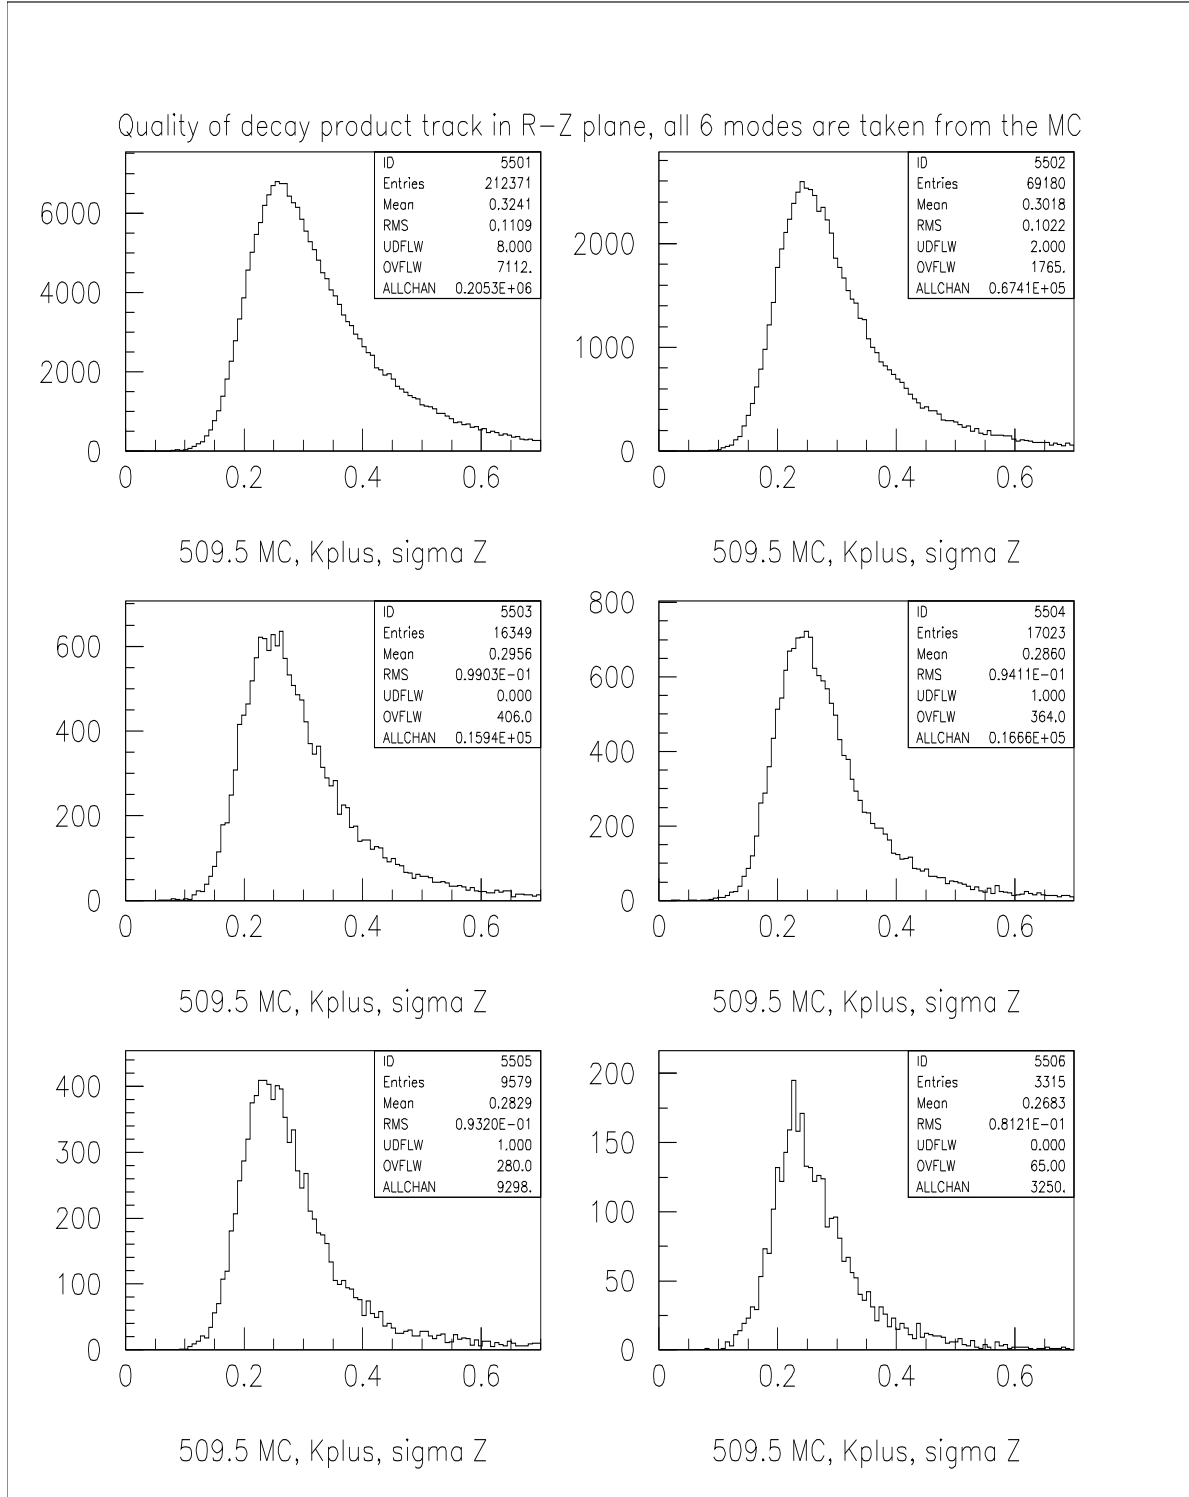 Quality of decay product track in R-Z plane, all 6 modes are taken from the MC
ID 5501
Entries 212371
Mean 0.3241
RMS 0.1109
UDFLW 8.000
OVFLW 7112.
ALLCHAN 0.2053E+06
6000
4000
2000
0
0 0.2 0.4 0.6
509.5 MC, Kplus, sigma Z
ID 5502
Entries 69180
Mean 0.3018
RMS 0.1022
UDFLW 2.000
OVFLW 1765.
ALLCHAN 0.6741E+05
2000
1000
0
0 0.2 0.4 0.6
509.5 MC, Kplus, sigma Z
ID 5503
Entries 16349
Mean 0.2956
RMS 0.9903E-01
UDFLW 0.000
OVFLW 406.0
ALLCHAN 0.1594E+05
600
400
200
0
0 0.2 0.4 0.6
509.5 MC, Kplus, sigma Z
800
ID 5504
Entries 17023
Mean 0.2860
RMS 0.9411E-01
UDFLW 1.000
OVFLW 364.0
ALLCHAN 0.1666E+05
600
400
200
0
0 0.2 0.4 0.6
509.5 MC, Kplus, sigma Z
ID 5505
Entries 9579
Mean 0.2829
RMS 0.9320E-01
UDFLW 1.000
OVFLW 280.0
ALLCHAN 9298.
400
300
200
100
0
0 0.2 0.4 0.6
509.5 MC, Kplus, sigma Z
ID 5506
Entries 3315
Mean 0.2683
RMS 0.8121E-01
UDFLW 0.000
OVFLW 65.00
ALLCHAN 3250.
200
150
100
50
0
0 0.2 0.4 0.6
509.5 MC, Kplus, sigma Z